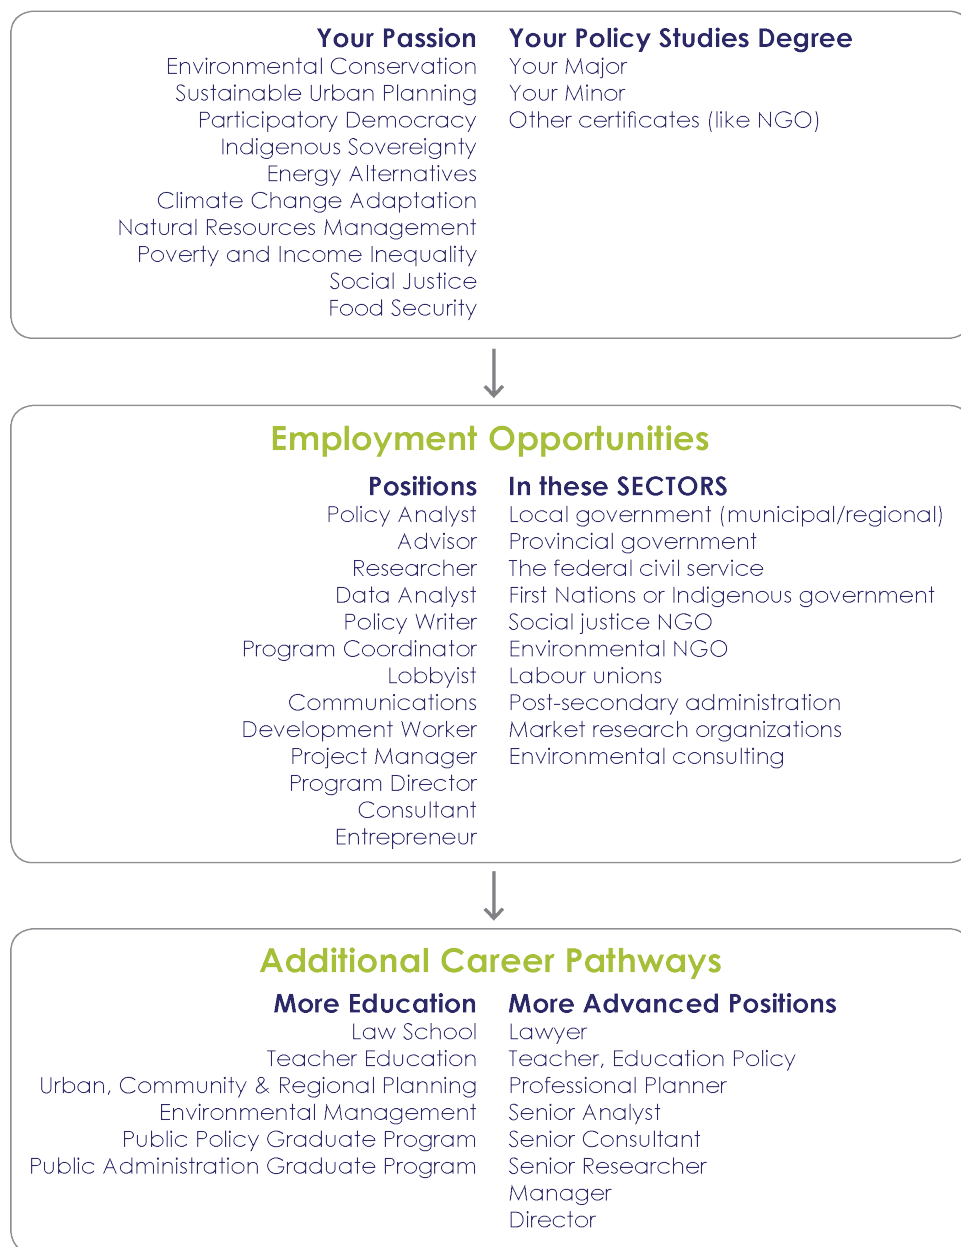 Your Passion
Environmental Conservation
Sustainable Urban Planning
Participatory Democracy
Indigenous Sovereignty
Energy Alternatives
Climate Change Adaptation
Natural Resources Management
Poverty and Income Inequality
Social Justice
Food Security
Your Policy Studies Degree
Your Major
Your Minor
Other certificates (like NGO)
Employment Opportunities
Positions
Policy Analyst
Advisor
Researcher
Data Analyst
Policy Writer
Program Coordinator
Lobbyist
Communications
Development Worker
Project Manager
Program Director
Consultant
Entrepreneur
In these SECTORS
Local government (municipal/regional)
Provincial government
The federal civil service
First Nations or Indigenous government
Social justice NGO
Environmental NGO
Labour unions
Post-secondary administration
Market research organizations
Environmental consulting
Additional Career Pathways
More Education
Law School
Teacher Education
Urban, Community & Regional Planning
Environmental Management
Public Policy Graduate Program
Public Administration Graduate Program
More Advanced Positions
Lawyer
Teacher, Education Policy
Professional Planner
Senior Analyst
Senior Consultant
Senior Researcher
Manager
Director